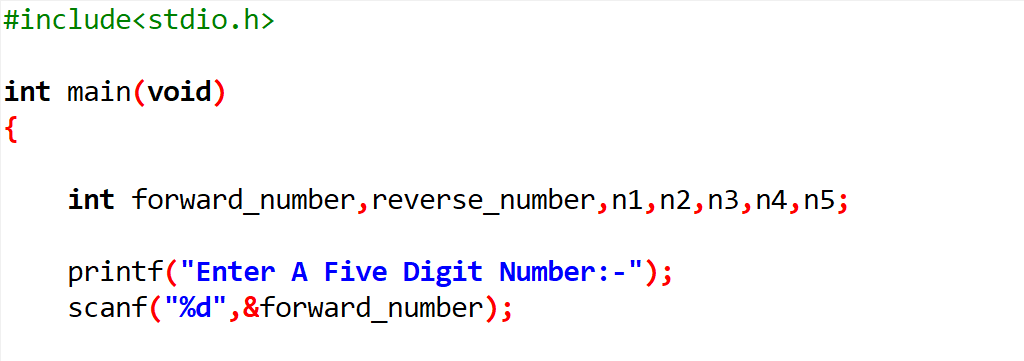 #include<stdio.h>
int main(void)
{
int forward_number,reverse_number,n1,n2,n3,n4,n5;
printf("Enter A Five Digit Number:-");
scanf("%d",&forward_number);